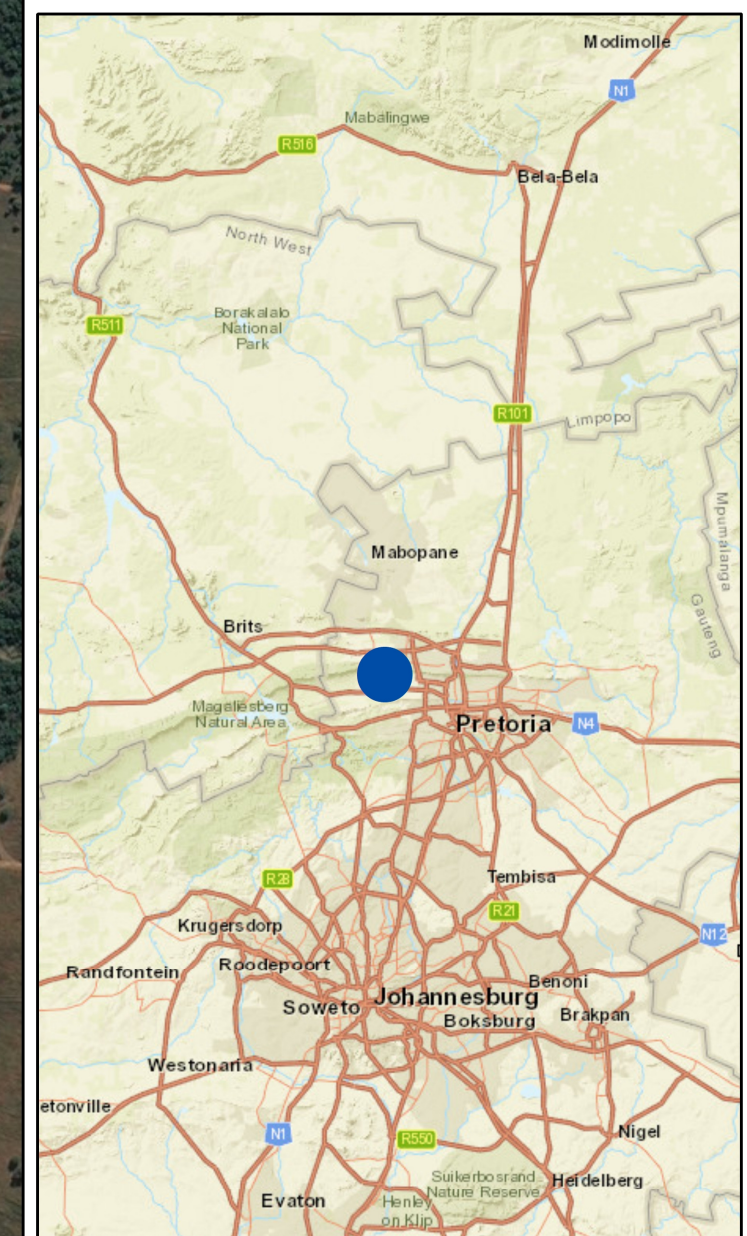 Modimolle
N1
Mabalingwe
R516
Bela-Bela
North West
Borakalalo
National
Park
R511
R101
Limpopo
Mpumalanga
Mabopane
Gauteng
Brits
Magaliesberg
Natural Area
Pretoria
N4
R28
Tembisa
R21
Krugersdorp
N12
Randfontein
Roodepoort
Benoni
Johannesburg
Soweto
Boksburg
Brakpan
Westonaria
etonville
N1
R550
Nigel
Suikerbosrand
Nature Reserve
Heidelberg
Evaton
Henley
on Klip